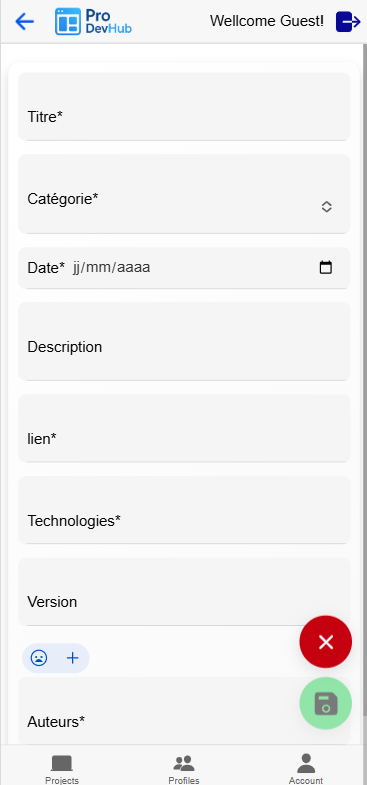 Pro
DevHub
Wellcome Guest!
Titre*
Catégorie*
Date* jj/mm/aaaa
Description
lien*
Technologies*
Version
Auteurs*
Projects
Profiles
Account